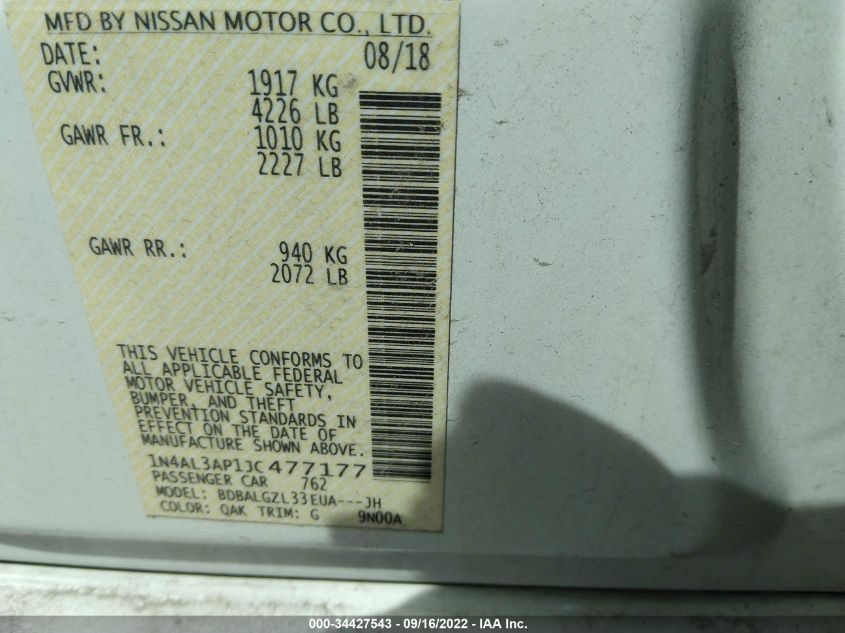 MFD BY NISSAN MOTOR CO., LTD.
DATE: 08/18
GVWR: 1917 KG
4226 LB
GAWR FR.: 1010 KG
2227 LB
GAWR RR.: 940 KG
2072 LB
THIS VEHICLE CONFORMS TO
ALL APPLICABLE FEDERAL
MOTOR VEHICLE SAFETY,
BUMPER, AND THEFT
PREVENTION STANDARDS IN
EFFECT ON THE DATE OF
MANUFACTURE SHOWN ABOVE.
1N4AL3AP1JC477177
PASSENGER CAR 762
MODEL: BDBALGZL33EUA---JH
COLOR: QAK TRIM: G 9N00A
000-34427543 - 09/16/2022 - IAA Inc.